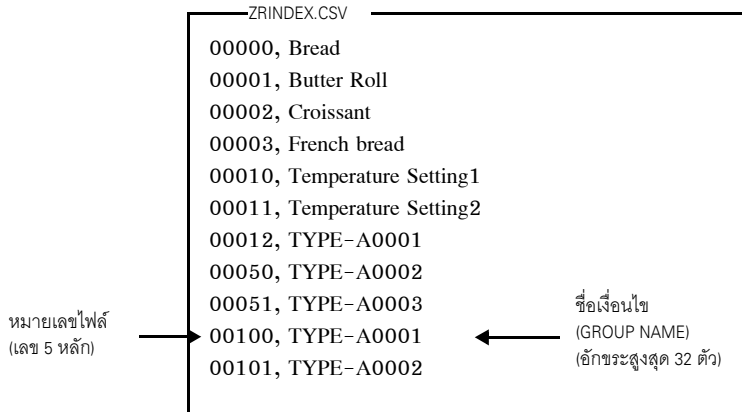 ZRINDEX.CSV
00000, Bread
00001, Butter Roll
00002, Croissant
00003, French bread
00010, Temperature Setting1
00011, Temperature Setting2
00012, TYPE-A0001
00050, TYPE-A0002
00051, TYPE-A0003
00100, TYPE-A0001
00101, TYPE-A0002
หมายเลขไฟล์
(เลข 5 หลัก)
ชื่อเงื่อนไข
(GROUP NAME)
(อักขระสูงสุด 32 ตัว)